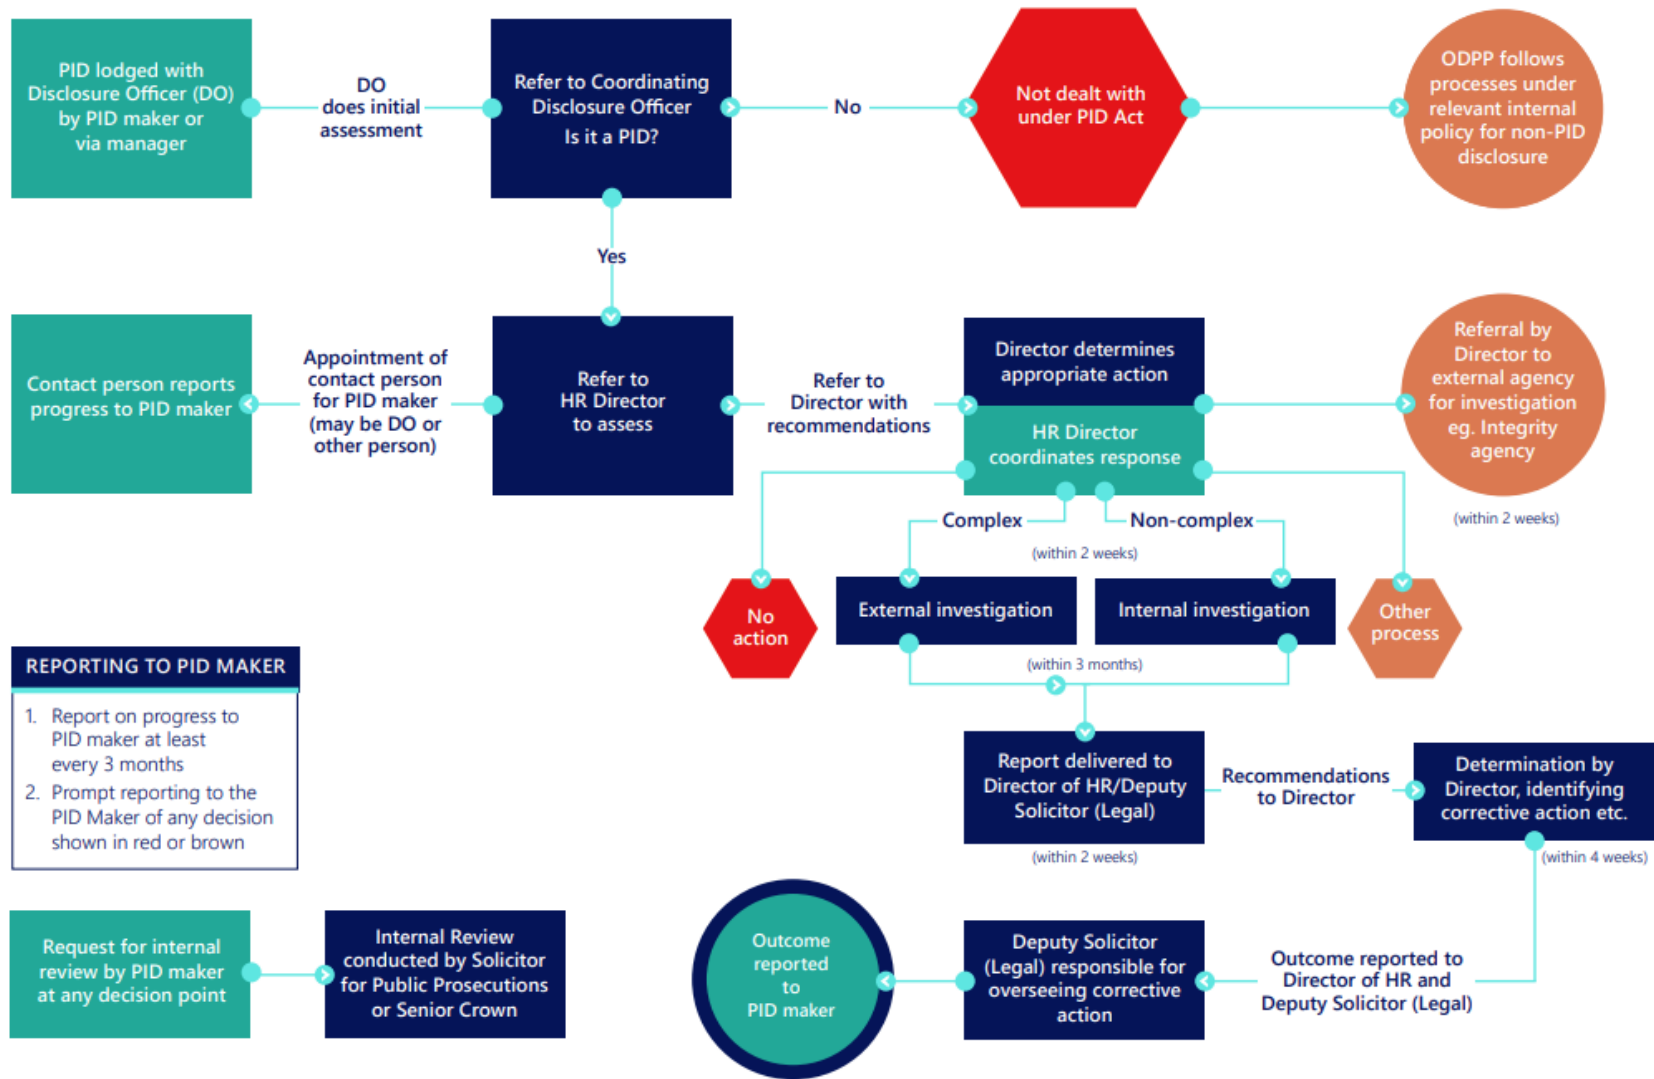 PID lodged with
Disclosure Officer (DO)
by PID maker or
via manager
DO
does initial
assessment
Refer to Coordinating
Disclosure Officer
Is it a PID?
No
Not dealt with
under PID Act
ODPP follows
processes under
relevant internal
policy for non-PID
disclosure
Yes
Contact person reports
progress to PID maker
Appointment of
contact person
for PID maker
(may be DO or
other person)
Refer to
HR Director
to assess
Refer to
Director with
recommendations
Director determines
appropriate action
HR Director
coordinates response
Referral by
Director to
external agency
for investigation
eg. Integrity
agency
(within 2 weeks)
Complex
Non-complex
(within 2 weeks)
No
action
External investigation
Internal investigation
Other
process
(within 3 months)
REPORTING TO PID MAKER
1. Report on progress to
PID maker at least
every 3 months
2. Prompt reporting to the
PID Maker of any decision
shown in red or brown
Report delivered to
Director of HR/Deputy
Solicitor (Legal)
(within 2 weeks)
Recommendations
to Director
Determination by
Director, identifying
corrective action etc.
(within 4 weeks)
Request for internal
review by PID maker
at any decision point
Internal Review
conducted by Solicitor
for Public Prosecutions
or Senior Crown
Outcome
reported
to
PID maker
Deputy Solicitor
(Legal) responsible for
overseeing corrective
action
Outcome reported to
Director of HR and
Deputy Solicitor (Legal)